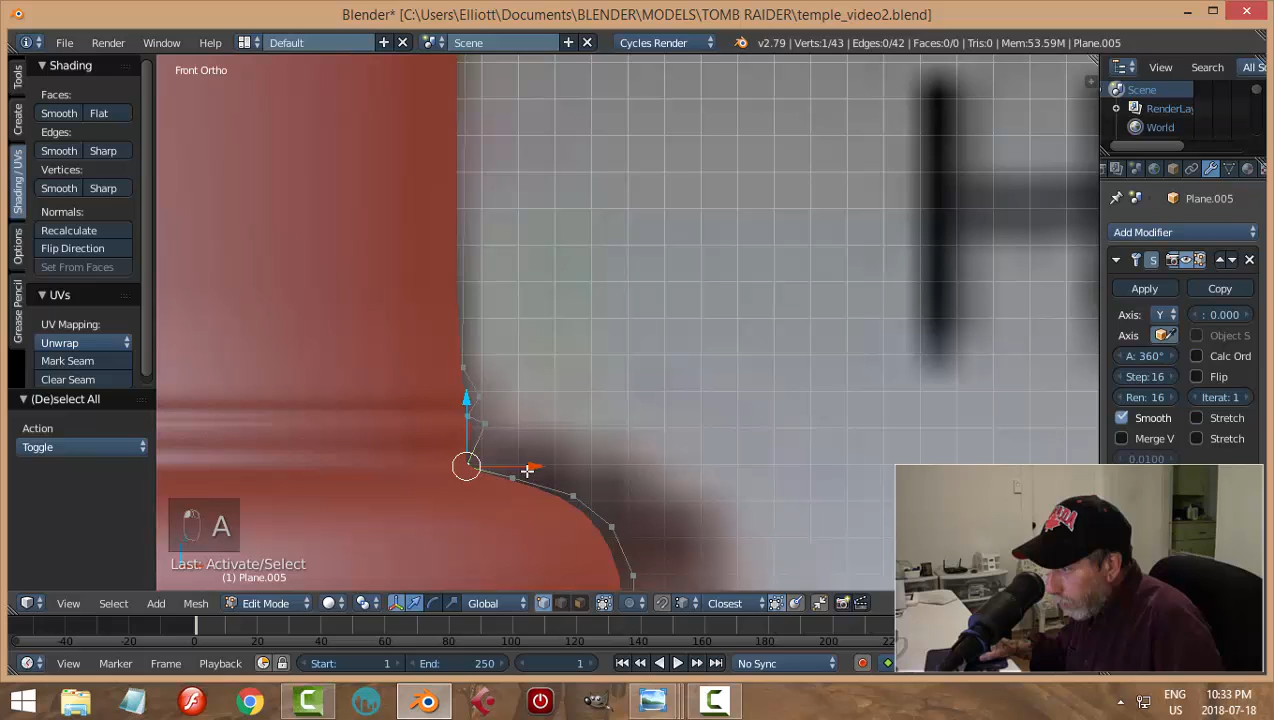 Blender* [C:\Users\Elliott\Documents\BLENDER\MODELS\TOMB RAIDER\temple_video2.blend]
File Render Window Help Default Scene Cycles Render v2.79 | Verts:1/43 | Edges:0/42 | Faces:0/0 | Tris:0 | Mem:53.59M | Plane.005
Tools
Create
Shading / UVs
Options
Grease Pencil
Shading
Faces:
Smooth Flat
Edges:
Smooth Sharp
Vertices:
Smooth Sharp
Normals:
Recalculate
Flip Direction
Set From Faces
UVs
UV Mapping:
Unwrap
Mark Seam
Clear Seam
(De)select All
Action
Toggle
Front Ortho
A
Last: Activate/Select
(1) Plane.005
View Search All S
Scene
RenderLay
World
Plane.005
Add Modifier
S
Apply Copy
Axis: Y : 0.000
Axis Object S
A: 360° Calc Ord
Step:16 Flip
Ren: 16 Iterat: 1
Smooth Stretch
Merge V Stretch
0.0100
View Select Add Mesh Edit Mode Global Closest
-40 -20 0 20 40 60 80 100 120 140 160 180 200
View Marker Frame Playback Start: 1 End: 250 1 No Sync
CANADA
ENG
US
10:33 PM
2018-07-18